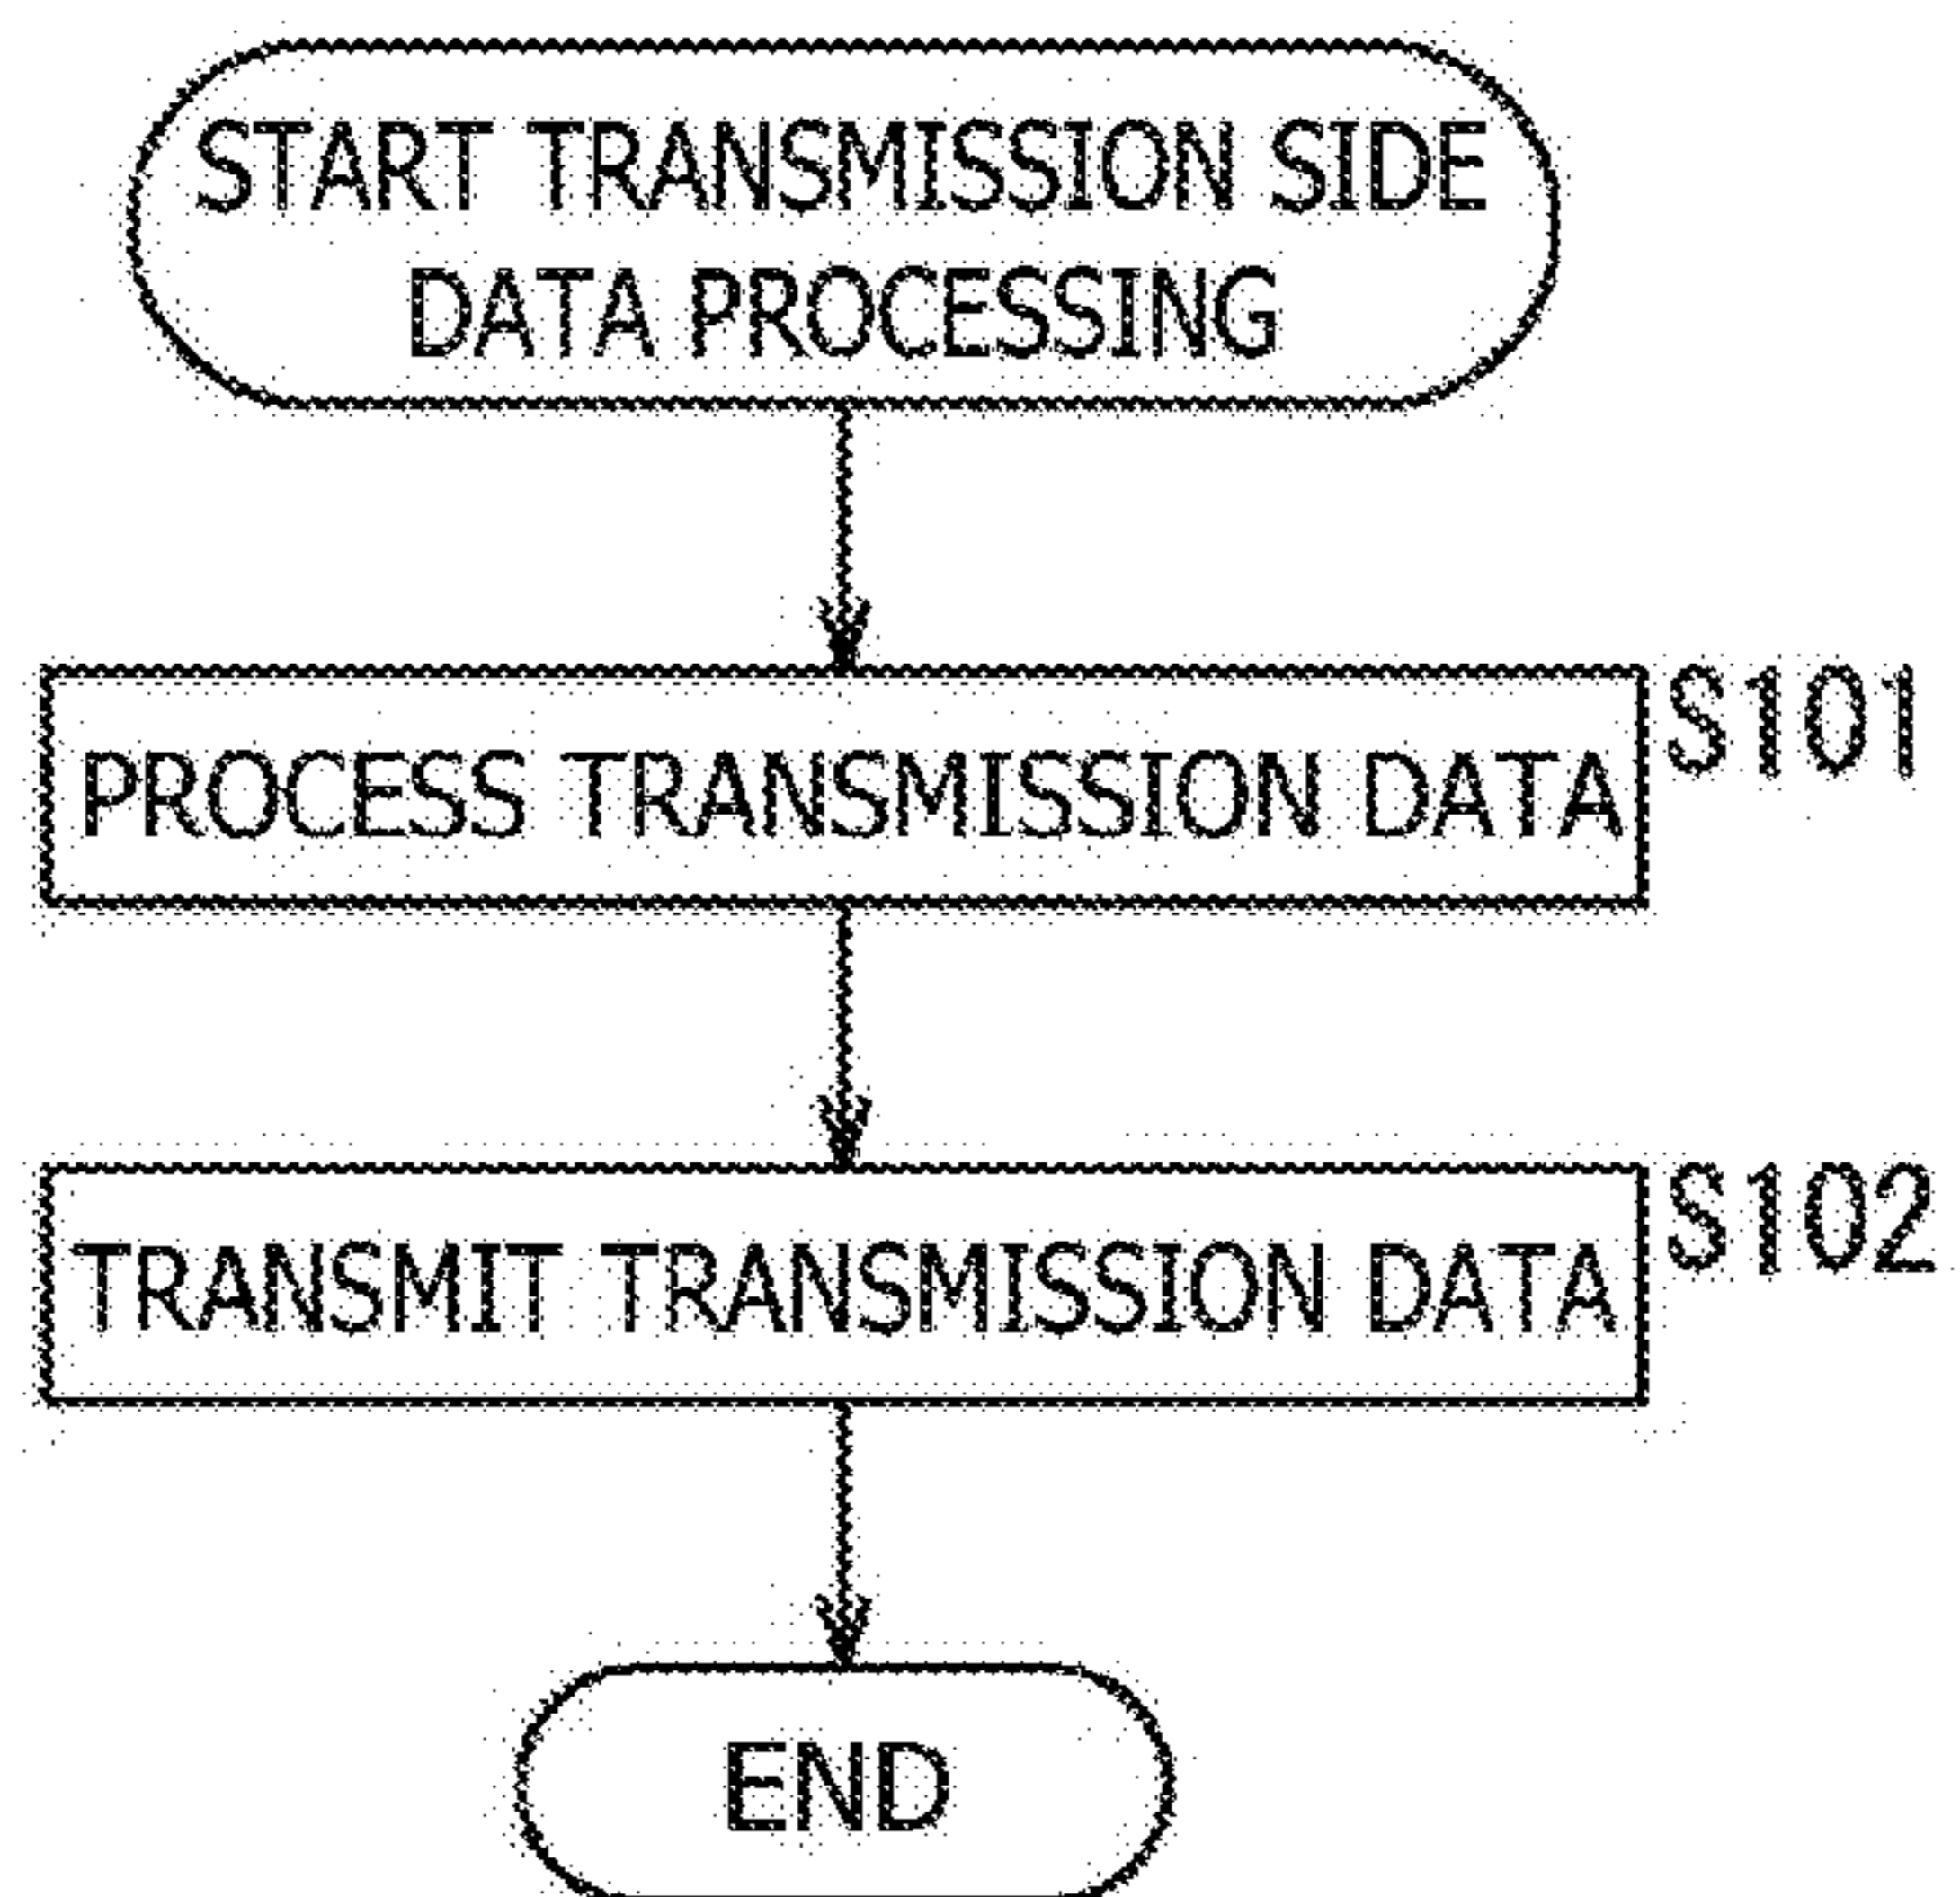 START TRANSMISSION SIDE
DATA PROCESSING
S101
PROCESS TRANSMISSION DATA
S102
TRANSMIT TRANSMISSION DATA
END